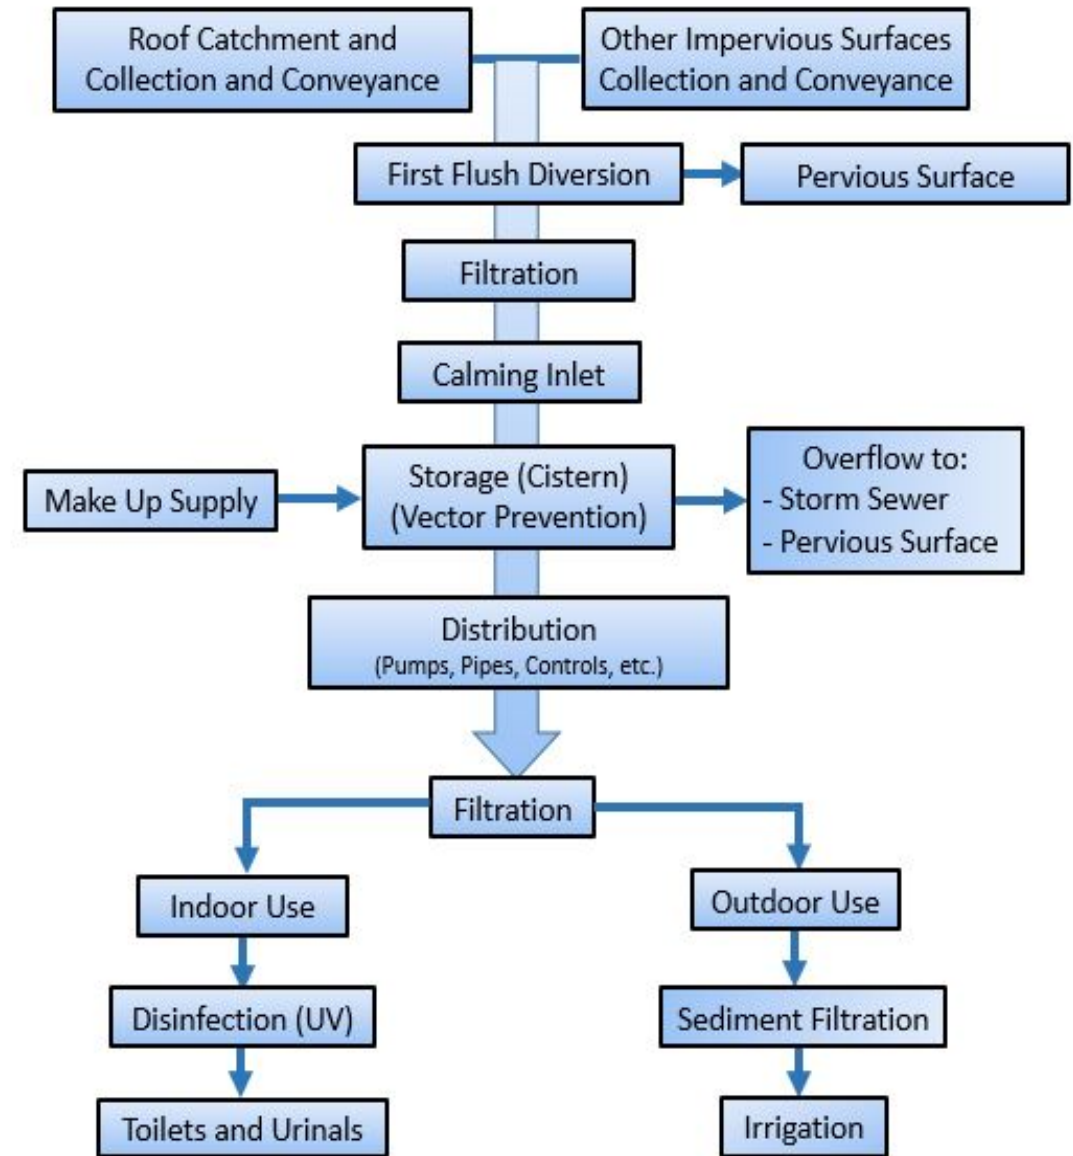 Roof Catchment and
Collection and Conveyance
Other Impervious Surfaces
Collection and Conveyance
First Flush Diversion
Pervious Surface
Filtration
Calming Inlet
Make Up Supply
Storage (Cistern)
(Vector Prevention)
Overflow to:
- Storm Sewer
- Pervious Surface
Distribution
(Pumps, Pipes, Controls, etc.)
Filtration
Indoor Use
Outdoor Use
Disinfection (UV)
Sediment Filtration
Toilets and Urinals
Irrigation